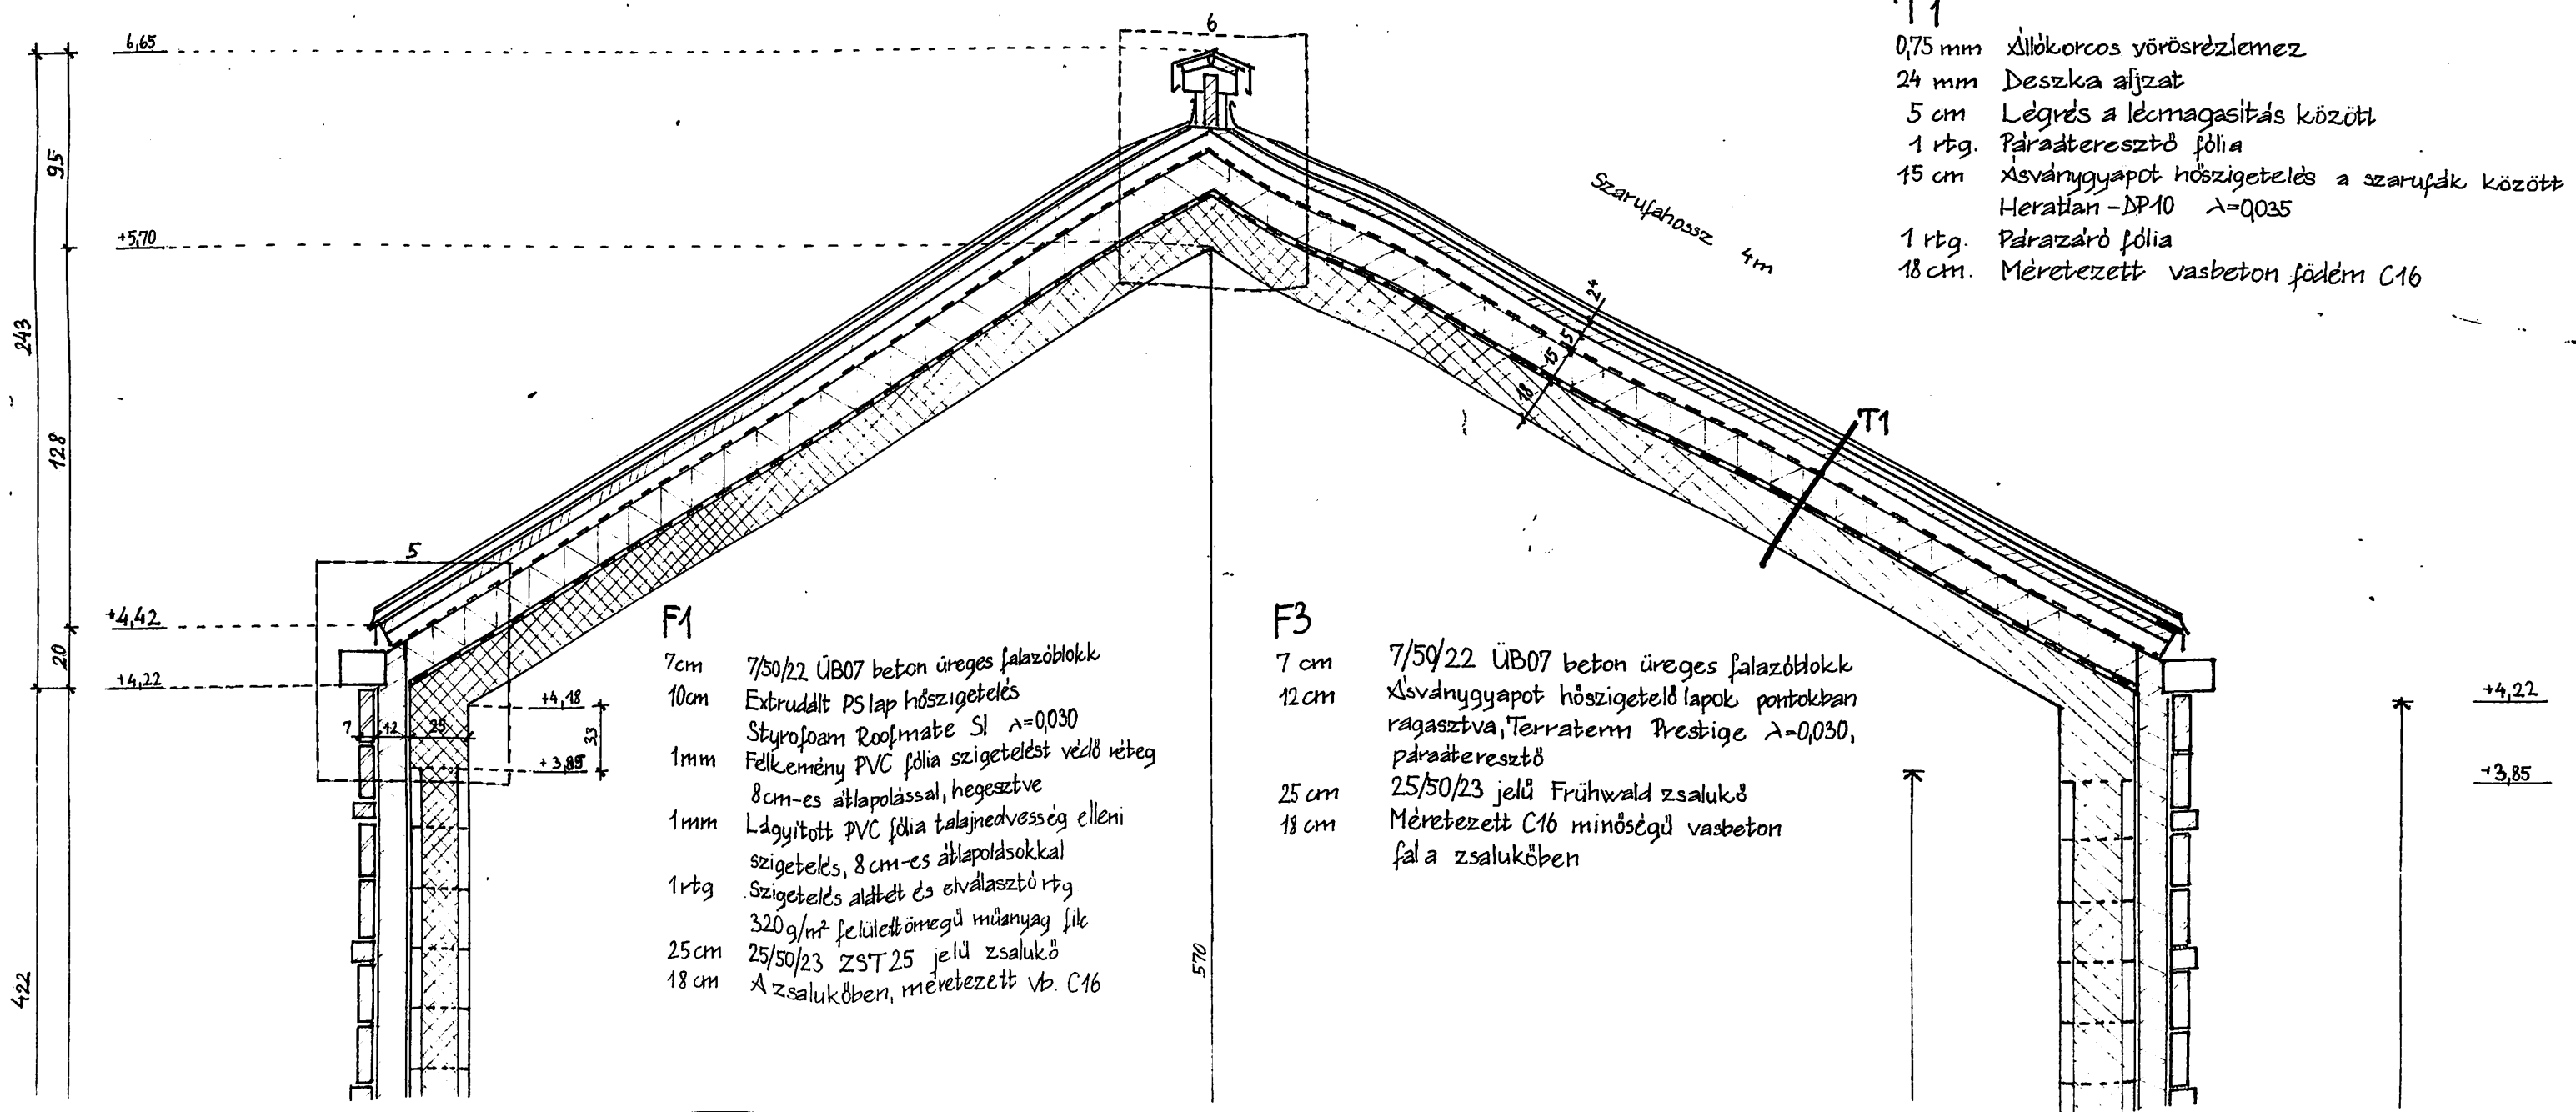 T1
0,75 mm Állókorcos vörösrézlemez
24 mm Deszka aljzat
5 cm Légrés a lécmagasítás között
1 rtg. Páraáteresztő fólia
15 cm Ásványgyapot hőszigetelés a szarufák között
Heratlan-DP10 λ=0,035
1 rtg. Párazáró fólia
18 cm. Méretezett vasbeton födém C16
6
6,65
95
+5,70
Szarufahossz 4m
24
5
15
18
243
128
T1
5
+4,42
20
+4,22
+4,18
7
12
25
33
+3,85
422
570
F1
7cm 7/50/22 ÜB07 beton üreges falazóblokk
10cm Extrudált PS lap hőszigetelés
Styrofoam Roofmate Sl λ=0,030
1mm Félkemény PVC fólia szigetelést védő réteg
8cm-es átlapolással, hegesztve
1mm Lágyított PVC fólia talajnedvesség elleni
szigetelés, 8cm-es átlapolásokkal
1rtg Szigetelés alátét és elválasztó rtg
320g/m² felülettömegű műanyag filc
25cm 25/50/23 ZST25 jelű zsalukő
18cm A zsalukőben, méretezett vb. C16
F3
7 cm 7/50/22 ÜB07 beton üreges falazóblokk
12cm Ásványgyapot hőszigetelő lapok pontokban
ragasztva, Terraterm Prestige λ=0,030,
páraáteresztő
25 cm 25/50/23 jelű Frühwald zsalukő
18 cm Méretezett C16 minőségű vasbeton
fal a zsalukőben
+4,22
+3,85